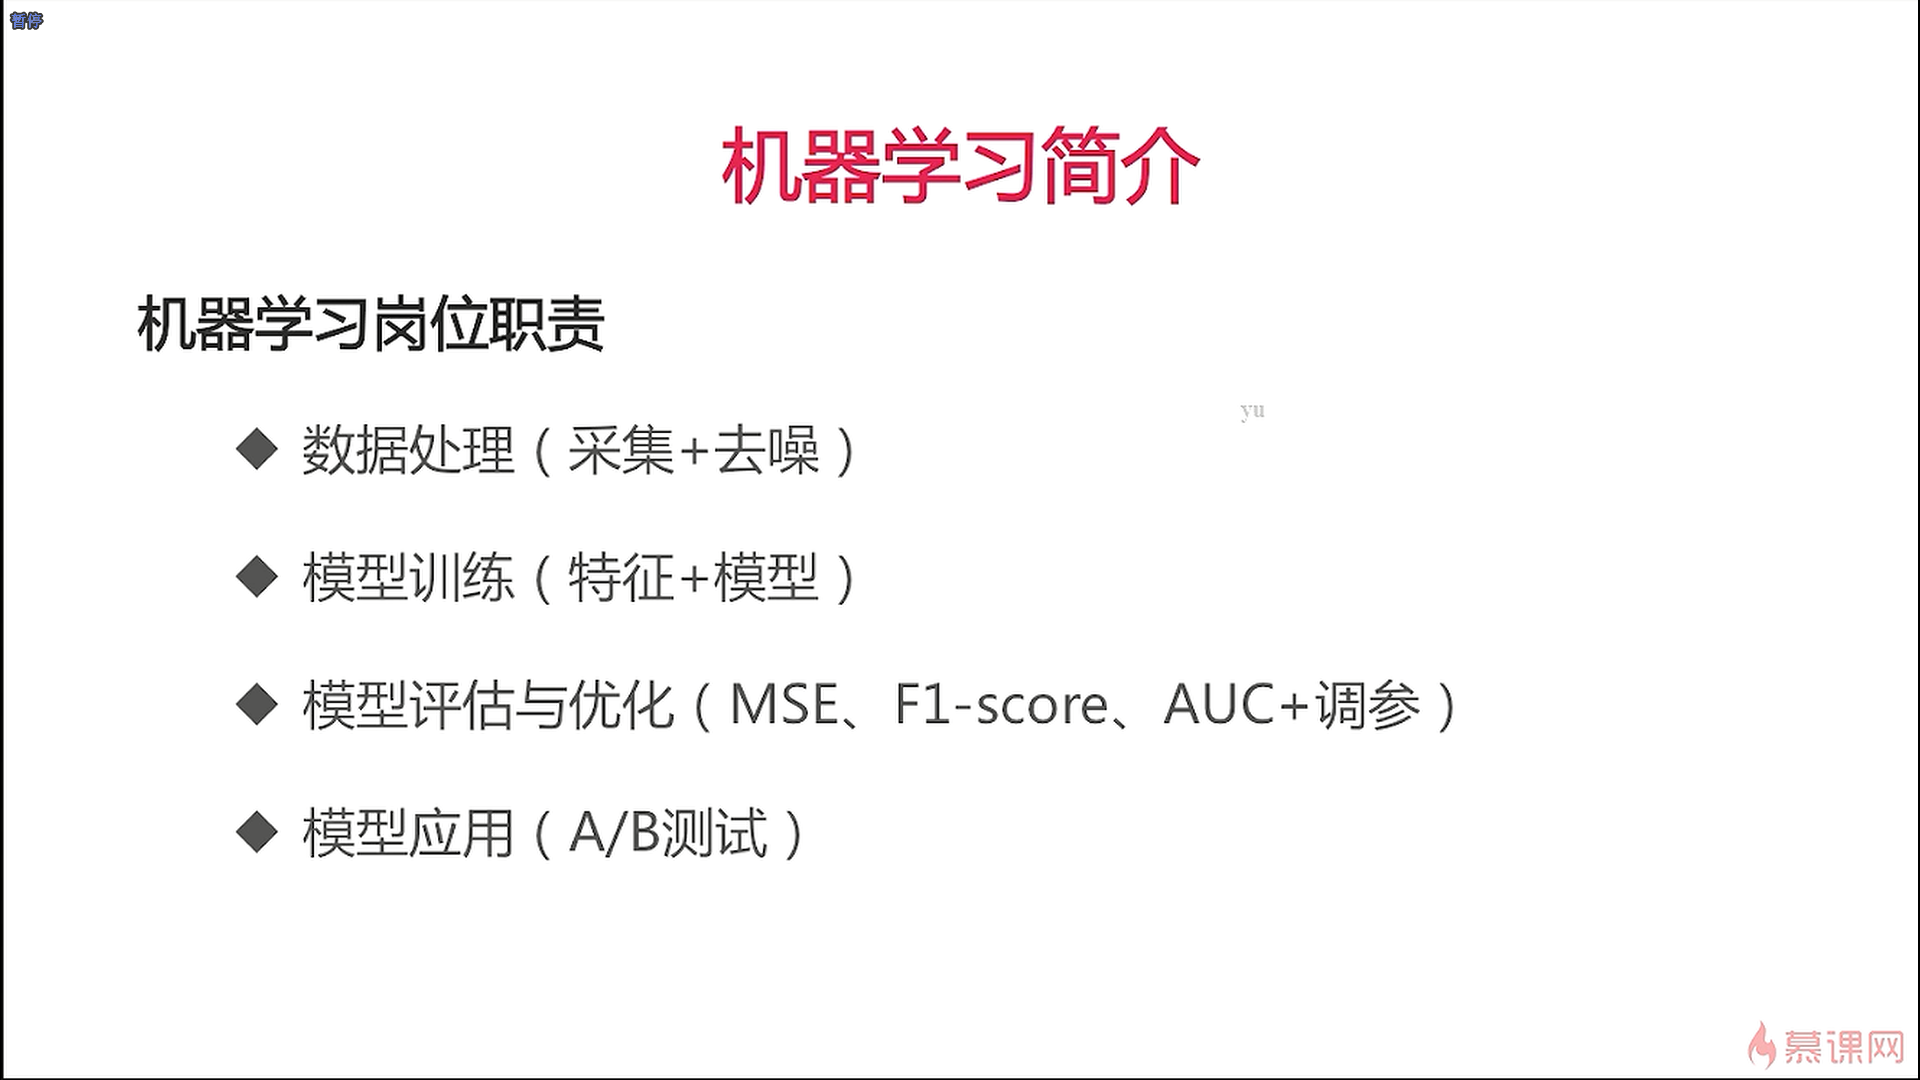 暂停
机器学习简介
机器学习岗位职责
yu
◆ 数据处理（采集+去噪）
◆ 模型训练（特征+模型）
◆ 模型评估与优化（MSE、F1-score、AUC+调参）
◆ 模型应用（A/B测试）
慕课网